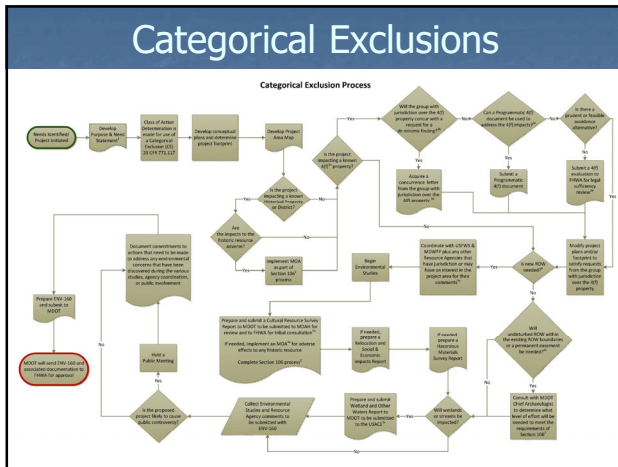 Categorical Exclusions
Categorical Exclusion Process
Needs Identified/
Project Initiated
Develop
Purpose & Need
Statement
Class of Action
Determination is
made for use of
a Categorical
Exclusion (CE)
23 CFR 771.117
Develop conceptual
plans and determine
project footprint
Develop Project
Area Map
Is the project
impacting a known
Historical Property
or District?
No
Yes
Are
the impacts to the
historic resource
adverse?
No
Yes
Implement MOA
as part of
Section 106
process
Is the project
impacting a known
4(f) property?
Yes
No
Will the group with
jurisdiction over the 4(f)
property concur with a
request for a
de minimis finding?
No
Yes
Acquire a
concurrence letter
from the group with
jurisdiction over the
4(f) property.
Can a Programmatic 4(f)
document be used to
address the 4(f) impacts?
No
Yes
Submit a
Programmatic
4(f) document
Is there a
prudent or feasible
avoidance
alternative?
No
Yes
Submit a 4(f)
evaluation to
FHWA for legal
sufficiency
review
Modify project
plans and/or
footprint to
satisfy requests
from the group
with jurisdiction
over the 4(f)
property
Is new ROW
needed?
Yes
No
Coordinate with USFWS &
MDWFP plus any other
Resource Agencies that
have jurisdiction or may
have an interest in the
project area for their
comments
Begin
Environmental
Studies
Will
undisturbed ROW within
the existing ROW boundaries
or a permanent easement
be needed?
No
Yes
Consult with MDOT
Chief Archaeologist
to determine what
level of effort will
be needed to meet
the requirements of
Section 106
Prepare and submit a Cultural Resource Survey
Report to MDOT to be submitted to MDAH for
review and to FHWA for tribal consultation
If needed, implement an MOA for adverse
effects to any historic resource
Complete Section 106 process
If needed,
prepare a
Relocation and
Social &
Economic
Impacts Report
If needed
prepare a
Hazardous
Materials
Survey Report
Will wetlands
or streams be
impacted?
Yes
No
Prepare and submit
Wetland and Other
Waters Report to
MDOT to be
submitted to the
USACE
Collect Environmental
Studies and Resource
Agency comments to
be submitted with
ENV-160
Is the proposed
project likely to cause
public controversy?
Yes
No
Hold a
Public Meeting
Document commitments to
actions that need to be made
to address any environmental
concerns that have been
discovered during the various
studies, agency coordination,
or public involvement
Prepare ENV-160
and submit to
MDOT
MDOT will send ENV-160 and
associated documentation to
FHWA for approval